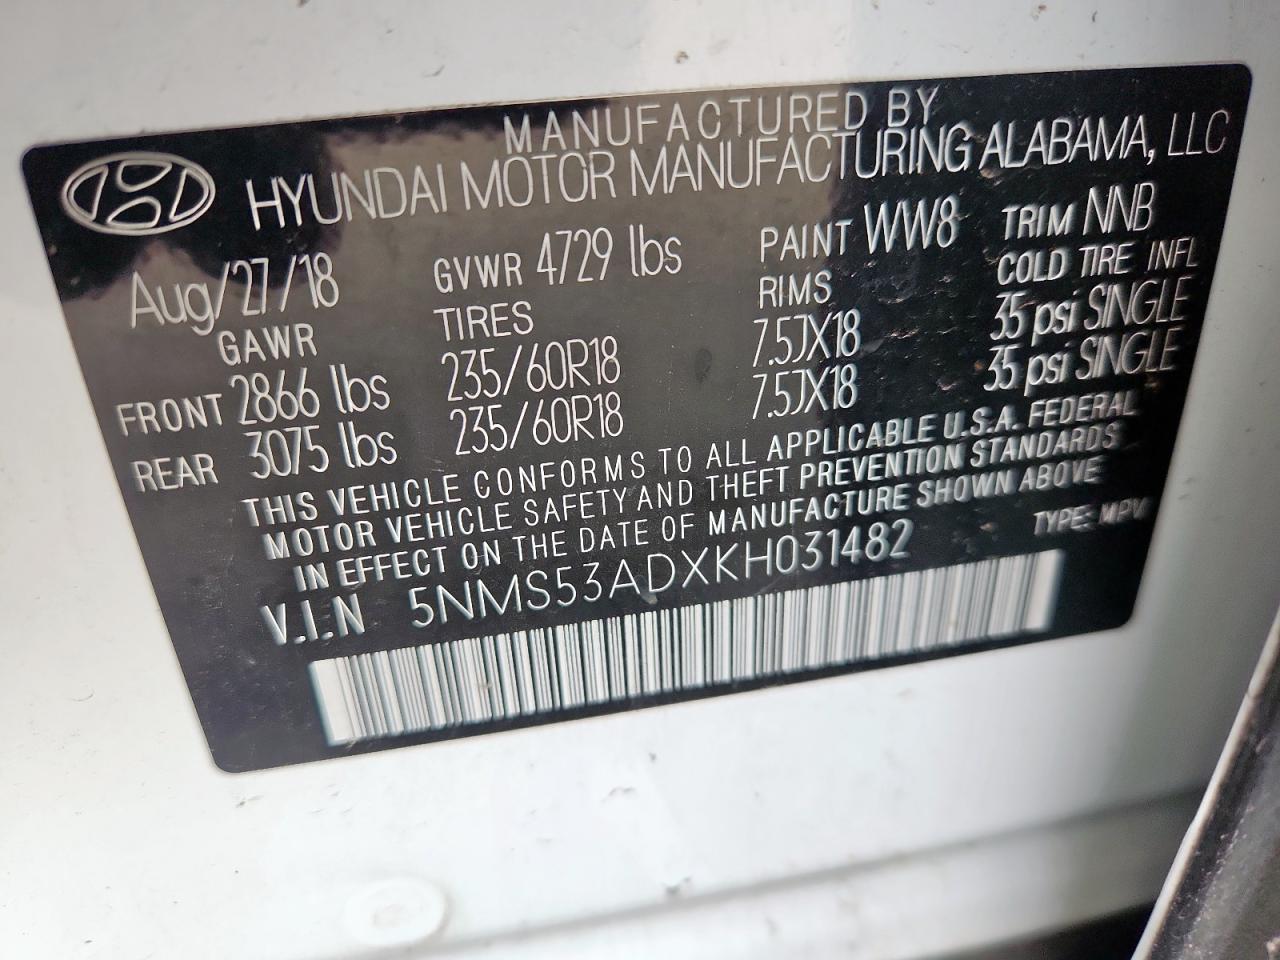 MANUFACTURED BY
HYUNDAI MOTOR MANUFACTURING ALABAMA, LLC
Aug/27/18 GVWR 4729 lbs PAINT WW8 TRIM NNB
GAWR TIRES RIMS COLD TIRE INFL
FRONT 2866 lbs 235/60R18 7.5JX18 35 psi SINGLE
REAR 3075 lbs 235/60R18 7.5JX18 35 psi SINGLE
THIS VEHICLE CONFORMS TO ALL APPLICABLE U.S.A. FEDERAL
MOTOR VEHICLE SAFETY AND THEFT PREVENTION STANDARDS
IN EFFECT ON THE DATE OF MANUFACTURE SHOWN ABOVE
V.I.N 5NMS53ADXKH031482 TYPE: MPV